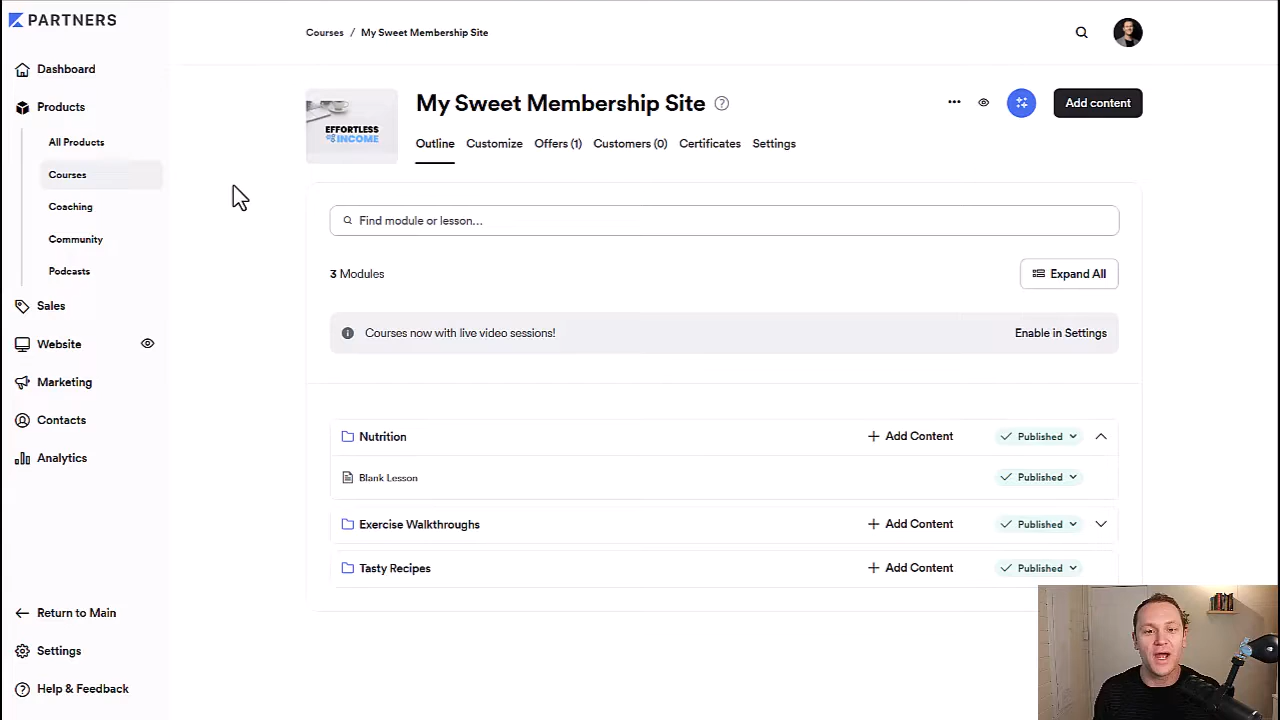 PARTNERS
Dashboard
Products
All Products
Courses
Coaching
Community
Podcasts
Sales
Website
Marketing
Contacts
Analytics
Return to Main
Settings
Help & Feedback
Courses / My Sweet Membership Site
EFFORTLESS
INCOME
My Sweet Membership Site
Add content
Outline Customize Offers (1) Customers (0) Certificates Settings
Find module or lesson...
3 Modules
Expand All
Courses now with live video sessions! Enable in Settings
Nutrition + Add Content Published
Blank Lesson Published
Exercise Walkthroughs + Add Content Published
Tasty Recipes + Add Content Published